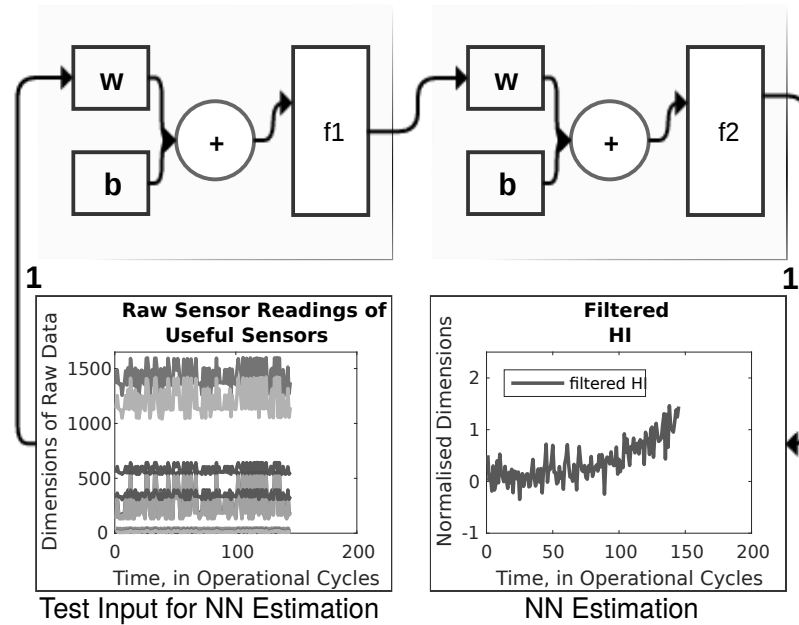 w
b
+
f1
w
b
+
f2
1
1
Raw Sensor Readings of
Useful Sensors
Dimensions of Raw Data
1500
1000
500
0
0
100
200
Time, in Operational Cycles
Test Input for NN Estimation
Filtered
HI
Normalised Dimensions
filtered HI
2
1
0
-1
0
50
100
150
200
Time, in Operational Cycles
NN Estimation